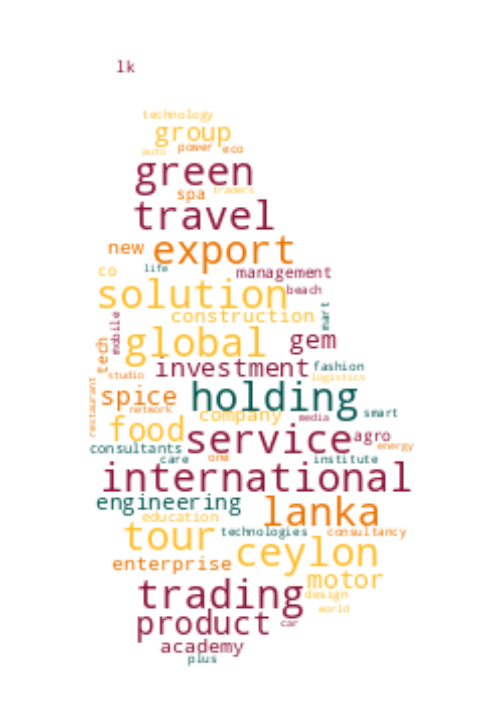 lk
technology
group
auto power eco
green
spa traders
travel
new export
co life management
solution beach
construction mart
mobile
global gem
tech
investment fashion
studio logistics
restaurant
spice holding
network company media smart
food service agro
consultants energy
care one institute
international
engineering lanka
education
tour technologies consultancy
ceylon
enterprise motor
trading design
world
product car
academy
plus